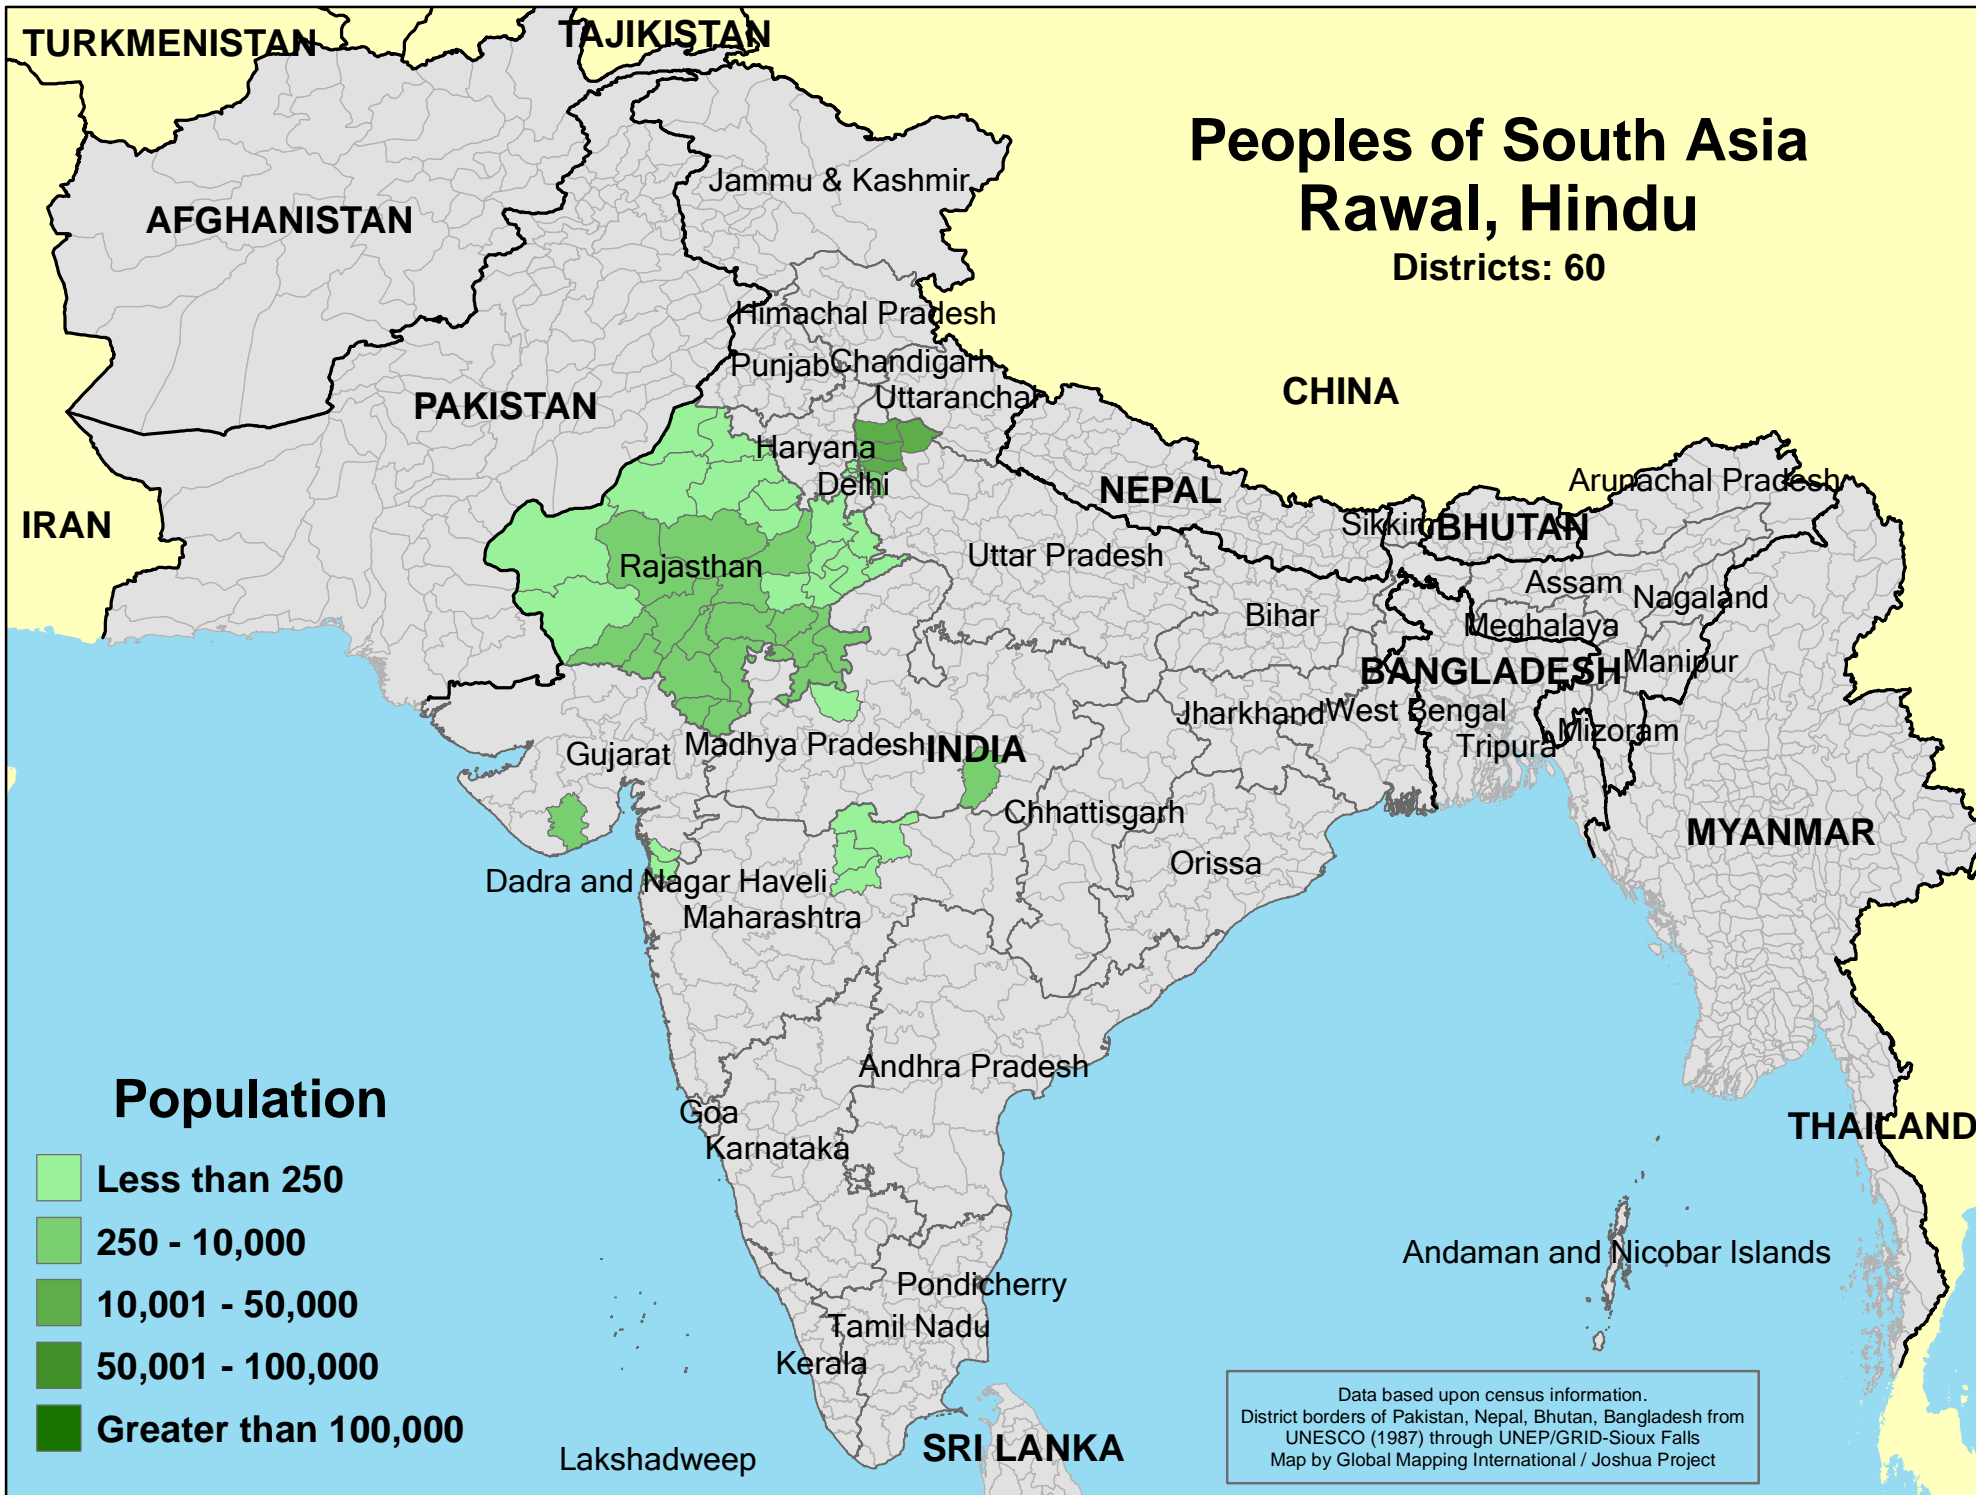 TURKMENISTAN
TAJIKISTAN
Peoples of South Asia
Rawal, Hindu
Districts: 60
Jammu & Kashmir
AFGHANISTAN
Himachal Pradesh
Punjab
Chandigarh
Uttaranchal
CHINA
PAKISTAN
Haryana
Delhi
NEPAL
Arunachal Pradesh
IRAN
Sikkim
BHUTAN
Rajasthan
Uttar Pradesh
Assam
Nagaland
Bihar
Meghalaya
BANGLADESH
Manipur
Jharkhand
West Bengal
Gujarat
Madhya Pradesh
INDIA
Tripura
Mizoram
Chhattisgarh
MYANMAR
Orissa
Dadra and Nagar Haveli
Maharashtra
Andhra Pradesh
Goa
Karnataka
THAILAND
Population
Less than 250
250 - 10,000
10,001 - 50,000
50,001 - 100,000
Greater than 100,000
Andaman and Nicobar Islands
Pondicherry
Tamil Nadu
Kerala
Lakshadweep
SRI LANKA
Data based upon census information.
District borders of Pakistan, Nepal, Bhutan, Bangladesh from
UNESCO (1987) through UNEP/GRID-Sioux Falls
Map by Global Mapping International / Joshua Project